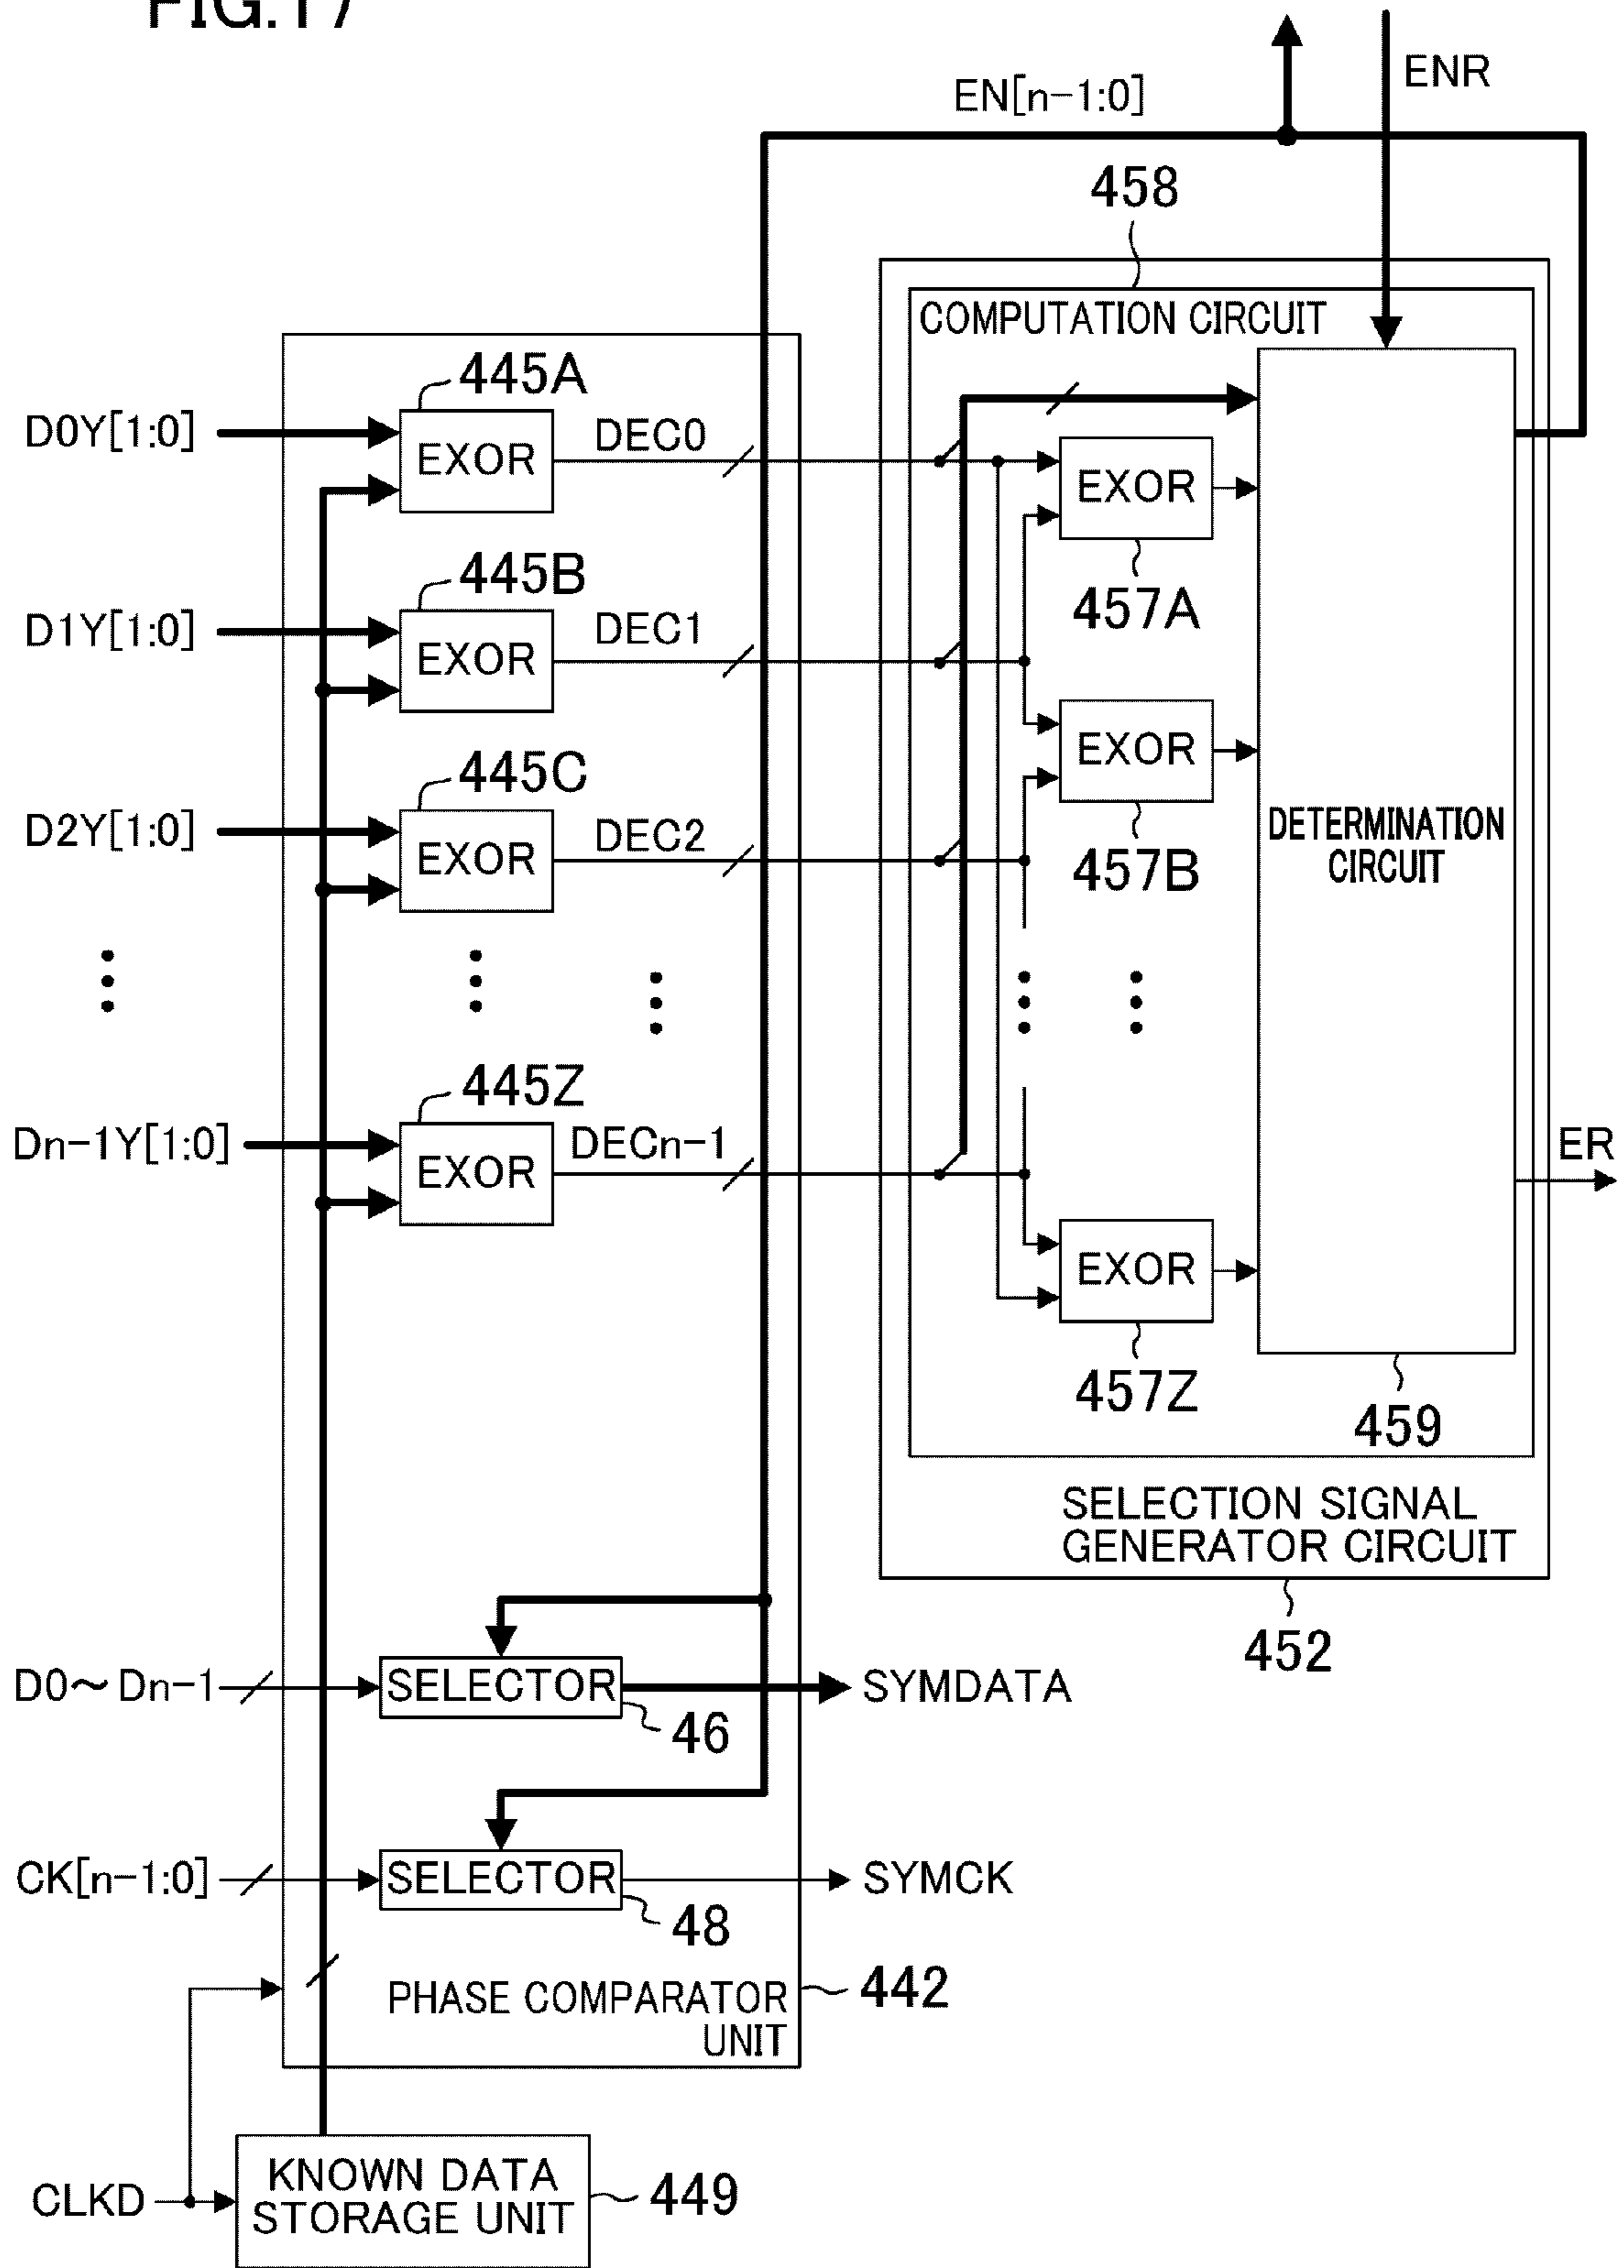 FIG.17
EN[n-1:0]
ENR
458
COMPUTATION CIRCUIT
445A
D0Y[1:0]
EXOR
DEC0
EXOR
457A
445B
D1Y[1:0]
EXOR
DEC1
EXOR
457B
445C
D2Y[1:0]
EXOR
DEC2
DETERMINATION
CIRCUIT
445Z
Dn-1Y[1:0]
EXOR
DECn-1
ER
EXOR
457Z
459
SELECTION SIGNAL
GENERATOR CIRCUIT
452
D0～Dn-1
SELECTOR
46
SYMDATA
CK[n-1:0]
SELECTOR
48
SYMCK
PHASE COMPARATOR
UNIT
442
CLKD
KNOWN DATA
STORAGE UNIT
449